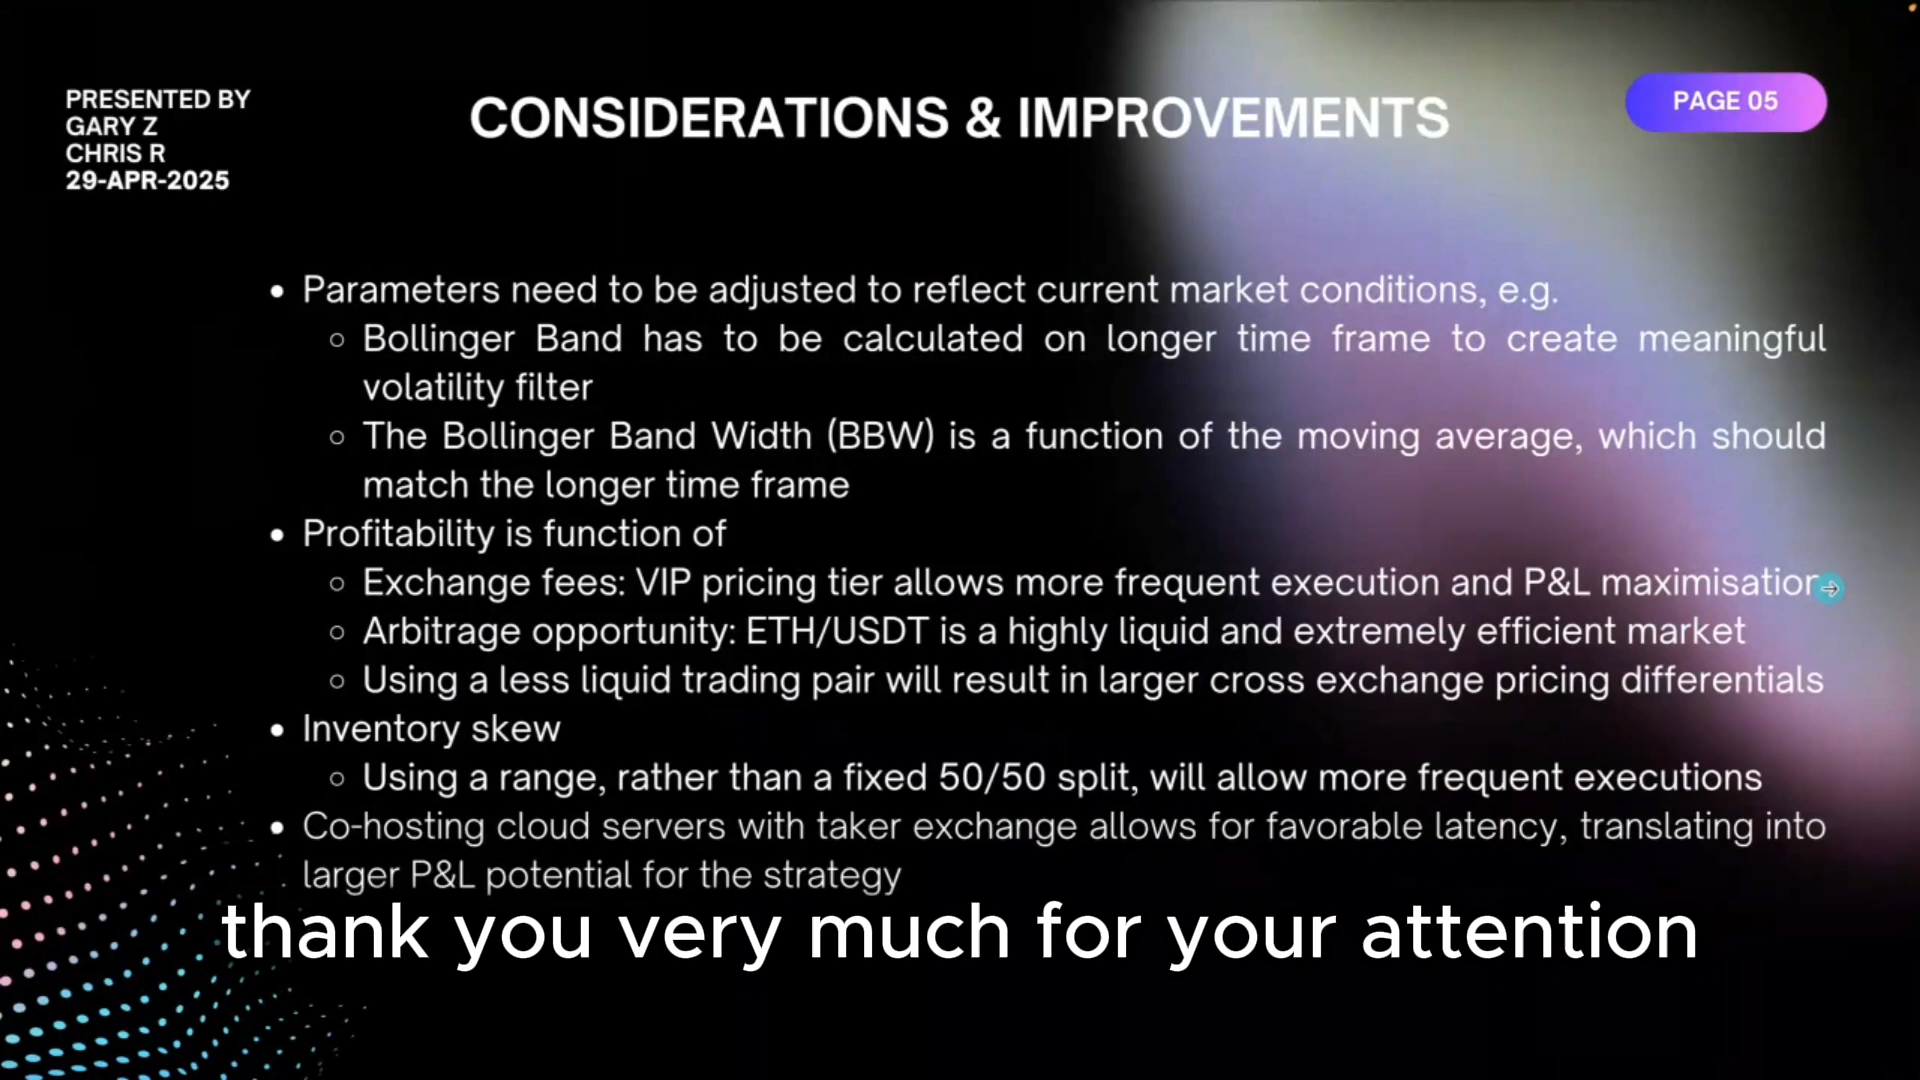 PRESENTED BY
GARY Z
CHRIS R
29-APR-2025
CONSIDERATIONS & IMPROVEMENTS
PAGE 05
• Parameters need to be adjusted to reflect current market conditions, e.g.
○ Bollinger Band has to be calculated on longer time frame to create meaningful
volatility filter
○ The Bollinger Band Width (BBW) is a function of the moving average, which should
match the longer time frame
• Profitability is function of
○ Exchange fees: VIP pricing tier allows more frequent execution and P&L maximisation
○ Arbitrage opportunity: ETH/USDT is a highly liquid and extremely efficient market
○ Using a less liquid trading pair will result in larger cross exchange pricing differentials
• Inventory skew
○ Using a range, rather than a fixed 50/50 split, will allow more frequent executions
• Co-hosting cloud servers with taker exchange allows for favorable latency, translating into
larger P&L potential for the strategy
thank you very much for your attention